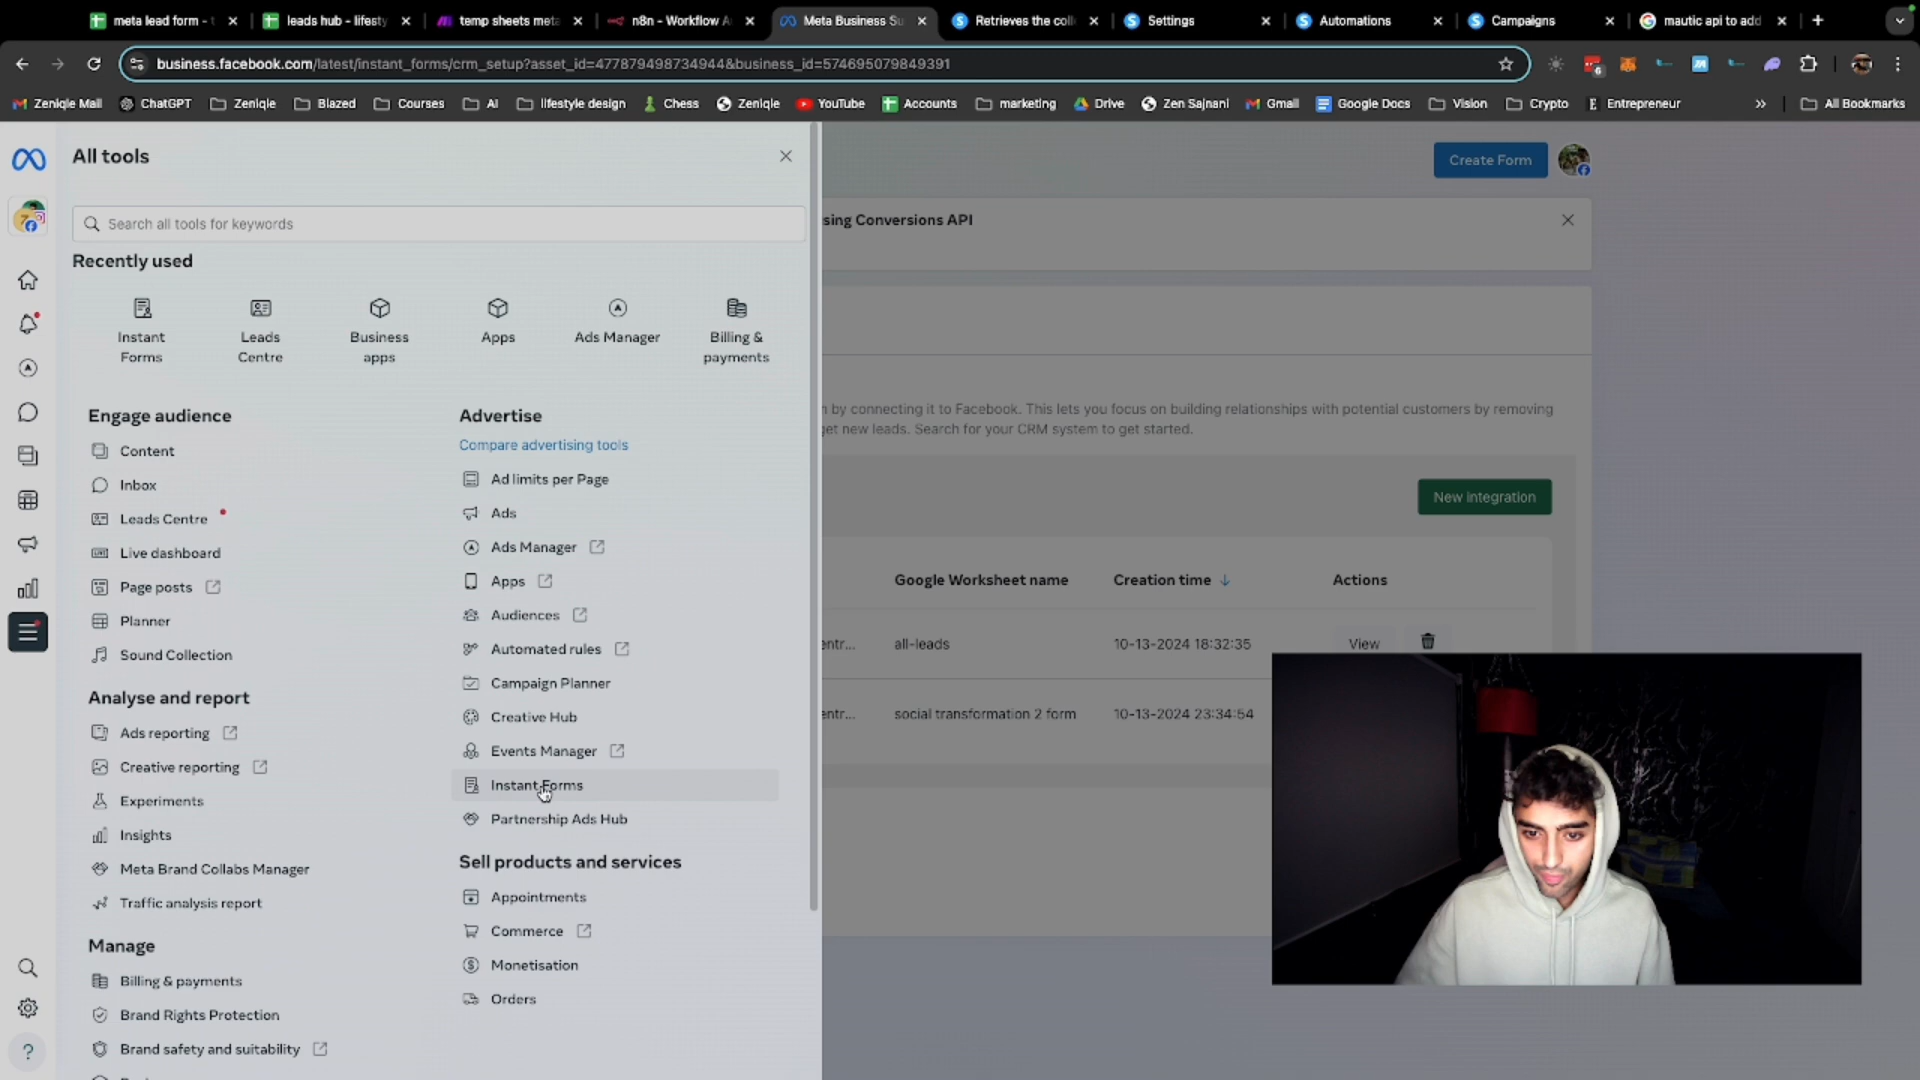 meta lead form - t
leads hub - lifesty
temp sheets meta
n8n - Workflow A
Meta Business Su
Retrieves the coll
Settings
Automations
Campaigns
mautic api to add
business.facebook.com/latest/instant_forms/crm_setup?asset_id=477879498734944&business_id=574695079849391
Zeniqle Mail
ChatGPT
Zeniqle
Blazed
Courses
AI
lifestyle design
Chess
Zeniqle
YouTube
Accounts
marketing
Drive
Zen Sajnani
Gmail
Google Docs
Vision
Crypto
Entrepreneur
All Bookmarks
All tools
Search all tools for keywords
Recently used
Instant Forms
Leads Centre
Business apps
Apps
Ads Manager
Billing & payments
Engage audience
Content
Inbox
Leads Centre
Live dashboard
Page posts
Planner
Sound Collection
Analyse and report
Ads reporting
Creative reporting
Experiments
Insights
Meta Brand Collabs Manager
Traffic analysis report
Manage
Billing & payments
Brand Rights Protection
Brand safety and suitability
Advertise
Compare advertising tools
Ad limits per Page
Ads
Ads Manager
Apps
Audiences
Automated rules
Campaign Planner
Creative Hub
Events Manager
Instant Forms
Partnership Ads Hub
Sell products and services
Appointments
Commerce
Monetisation
Orders
Create Form
sing Conversions API
n by connecting it to Facebook. This lets you focus on building relationships with potential customers by removing
get new leads. Search for your CRM system to get started.
New integration
Google Worksheet name
Creation time
Actions
entr...
all-leads
10-13-2024 18:32:35
View
entr...
social transformation 2 form
10-13-2024 23:34:54